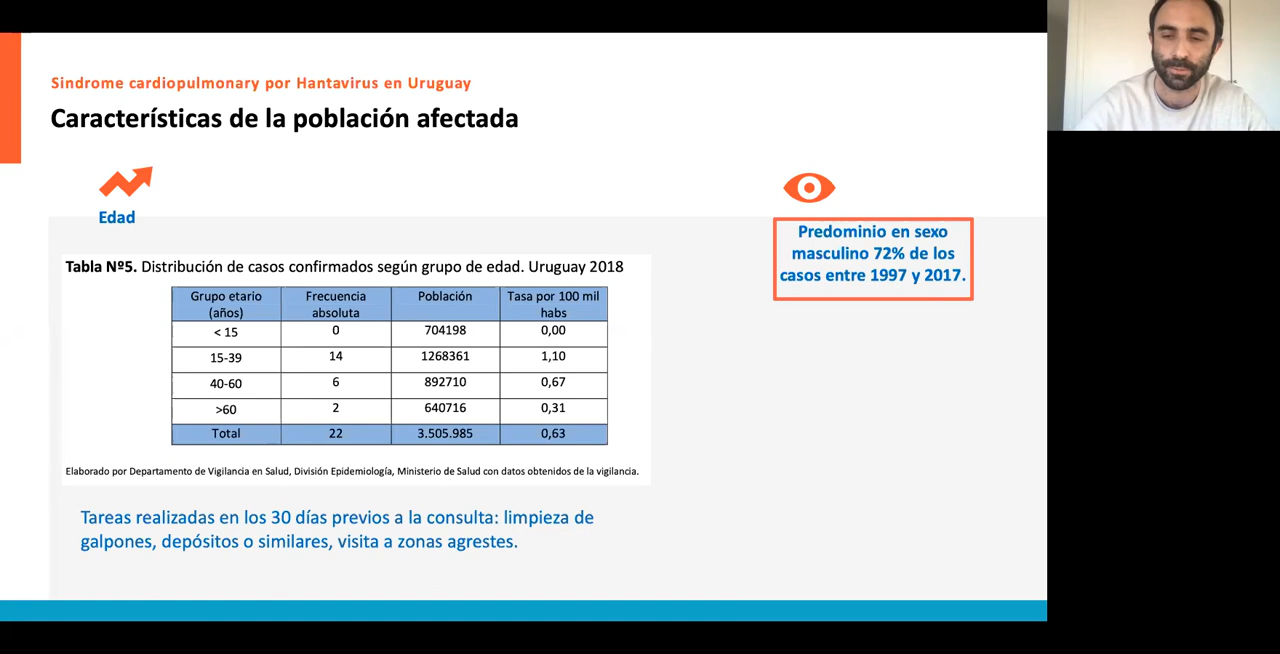 Sindrome cardiopulmonary por Hantavirus en Uruguay
Características de la población afectada
Edad
Tabla Nº5. Distribución de casos confirmados según grupo de edad. Uruguay 2018
Grupo etario (años) Frecuencia absoluta Población Tasa por 100 mil habs
< 15 0 704198 0,00
15-39 14 1268361 1,10
40-60 6 892710 0,67
>60 2 640716 0,31
Total 22 3.505.985 0,63
Elaborado por Departamento de Vigilancia en Salud, División Epidemiología, Ministerio de Salud con datos obtenidos de la vigilancia.
Tareas realizadas en los 30 días previos a la consulta: limpieza de
galpones, depósitos o similares, visita a zonas agrestes.
Predominio en sexo
masculino 72% de los
casos entre 1997 y 2017.